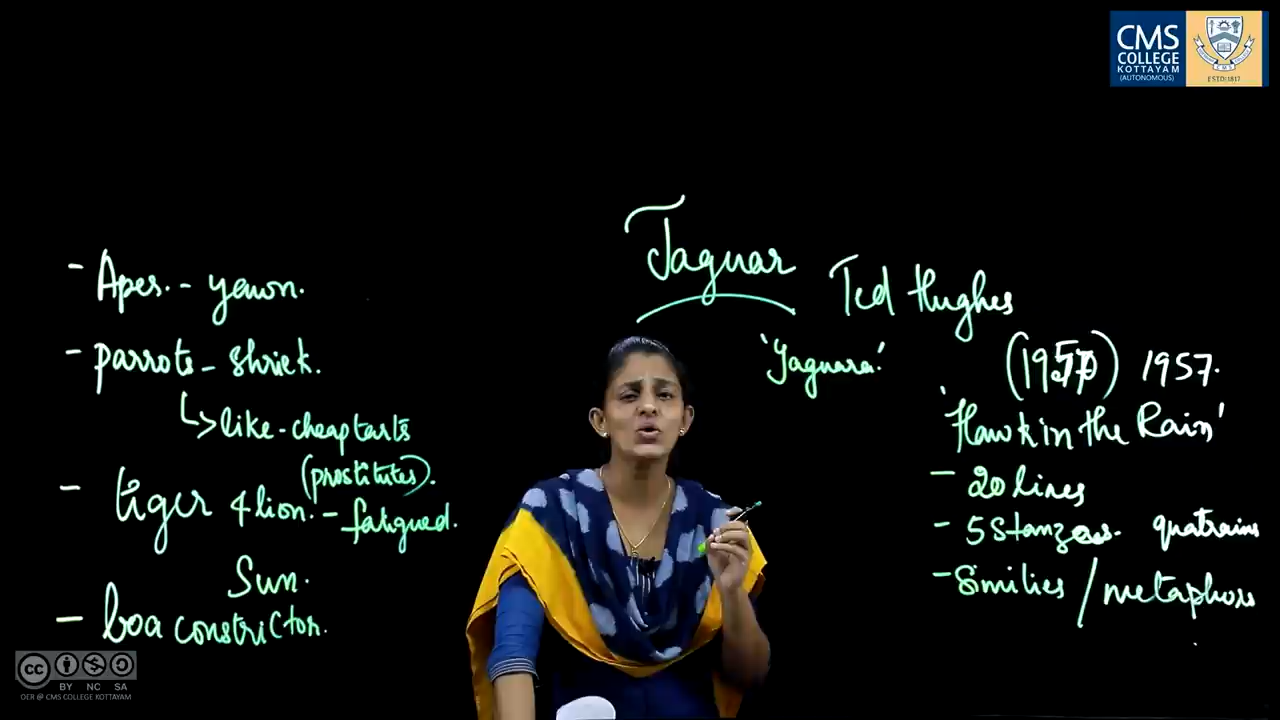 CMS
COLLEGE
KOTTAYAM
(AUTONOMOUS)
ESTD:1817
Jaguar
Ted Hughes
'Yaguara'
(1957) 1957.
'Hawk in the Rain'
- 20 lines
- 5 Stanzas. quatrains
- Similies / metaphors
- Apes. - yawn.
- parrots - shriek.
↳ like - cheap tarts
(prostitutes).
- tiger & lion. - fatigued.
Sun.
- boa constrictor.
CC BY NC SA
OER @ CMS COLLEGE KOTTAYAM